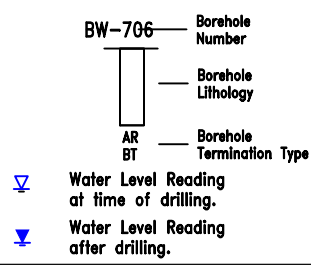 BW-706
Borehole
Number
Borehole
Lithology
AR
BT
Borehole
Termination Type
Water Level Reading
at time of drilling.
Water Level Reading
after drilling.